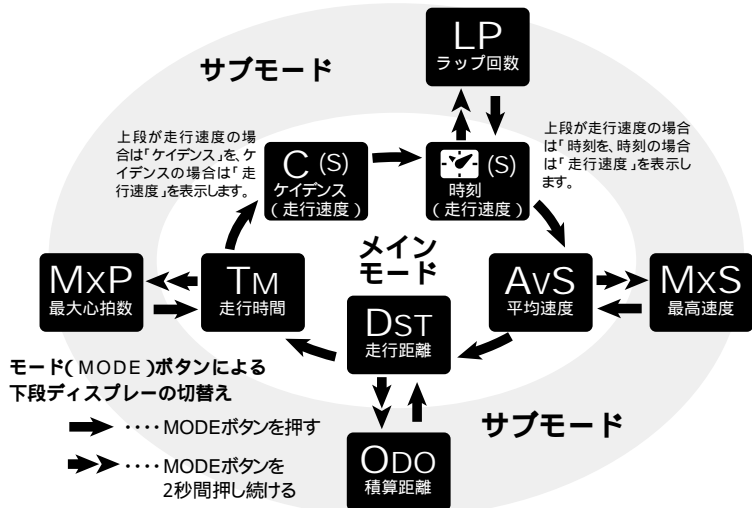 LP
ラップ回数
サブモード
上段が走行速度の場
合は「ケイデンス」を、ケ
イデンスの場合は「走
行速度」を表示します。
C (S)
ケイデンス
(走行速度)
(S)
時刻
(走行速度)
上段が走行速度の場合
は「時刻を、時刻の場合
は「走行速度」を表示し
ます。
メイン
モード
MXP
最大心拍数
TM
走行時間
AVS
平均速度
MXS
最高速度
DST
走行距離
モード(MODE)ボタンによる
下段ディスプレーの切替え
‥‥MODEボタンを押す
‥‥MODEボタンを
2秒間押し続ける
ODO
積算距離
サブモード